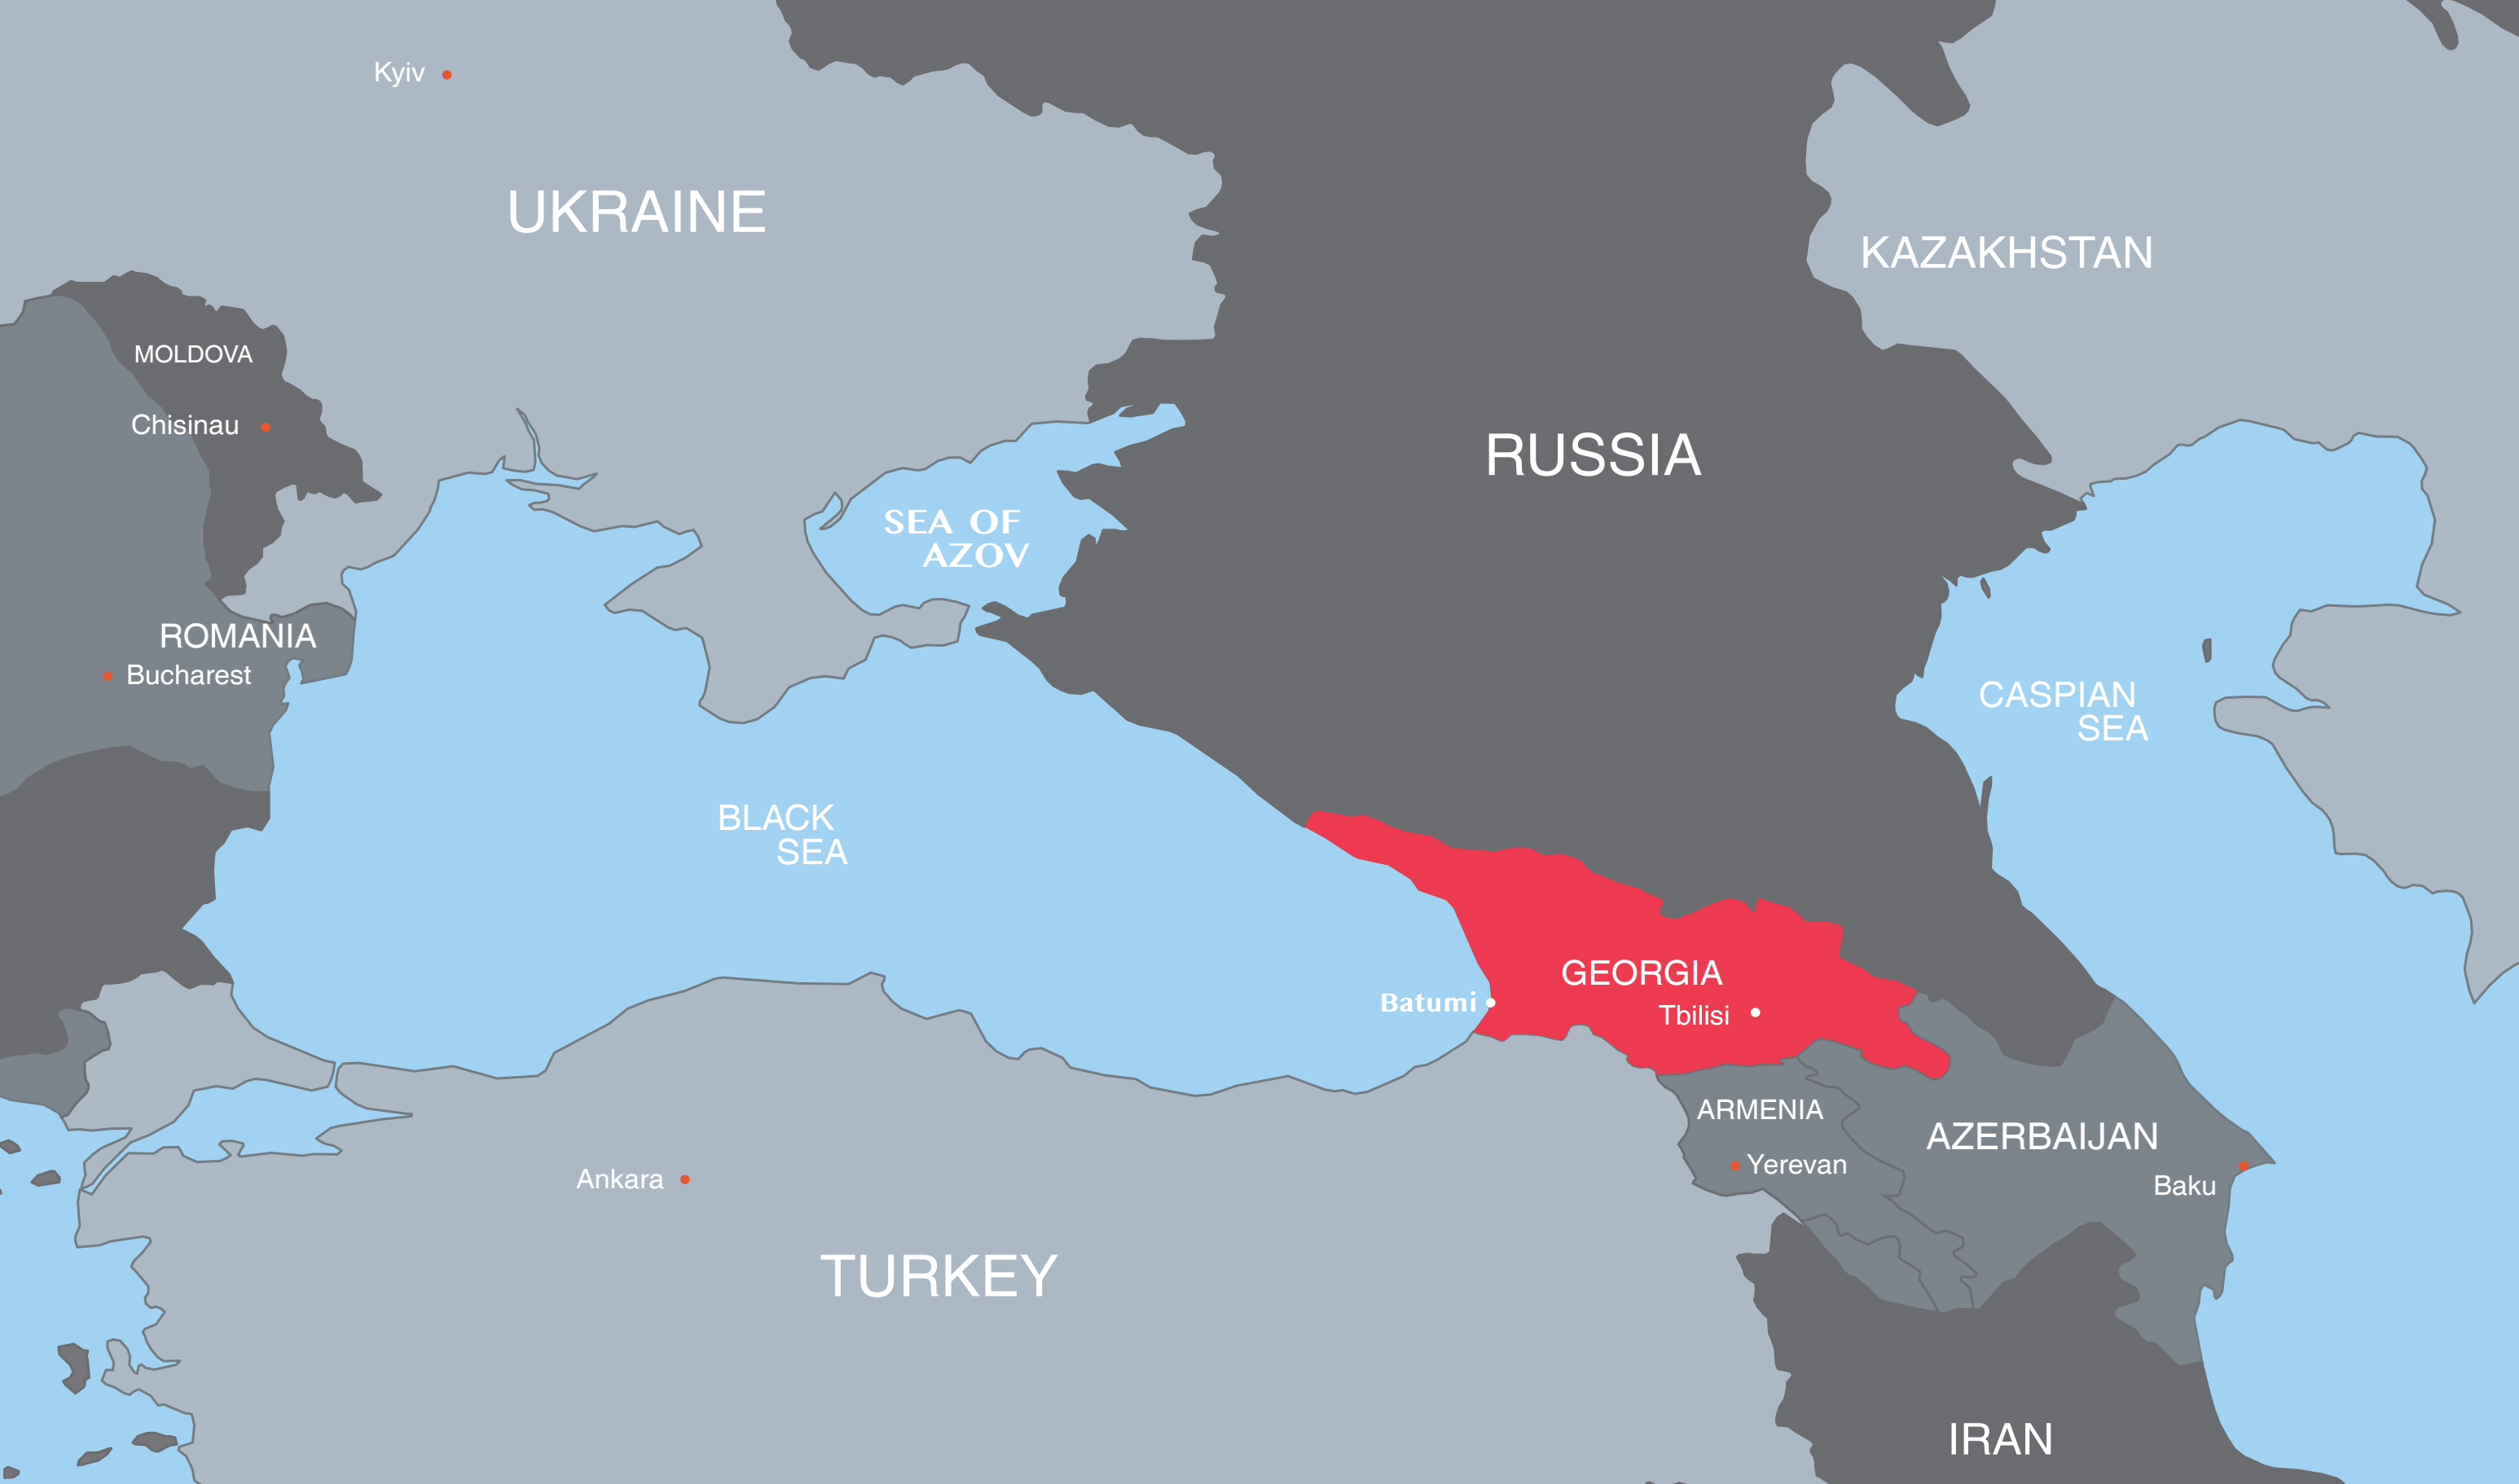 Kyiv
UKRAINE
KAZAKHSTAN
MOLDOVA
Chisinau
RUSSIA
SEA OF
AZOV
ROMANIA
Bucharest
CASPIAN
SEA
BLACK
SEA
GEORGIA
Batumi
Tbilisi
ARMENIA
AZERBAIJAN
Yerevan
Ankara
Baku
TURKEY
IRAN